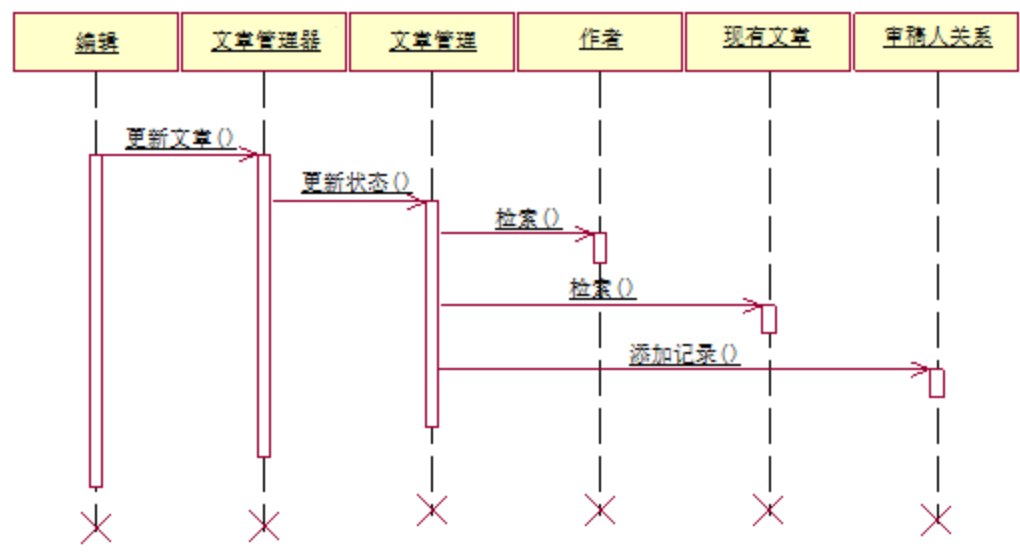 编辑
文章管理器
文章管理
作者
现有文章
审稿人关系
更新文章()
更新状态()
检索()
检索()
添加记录()